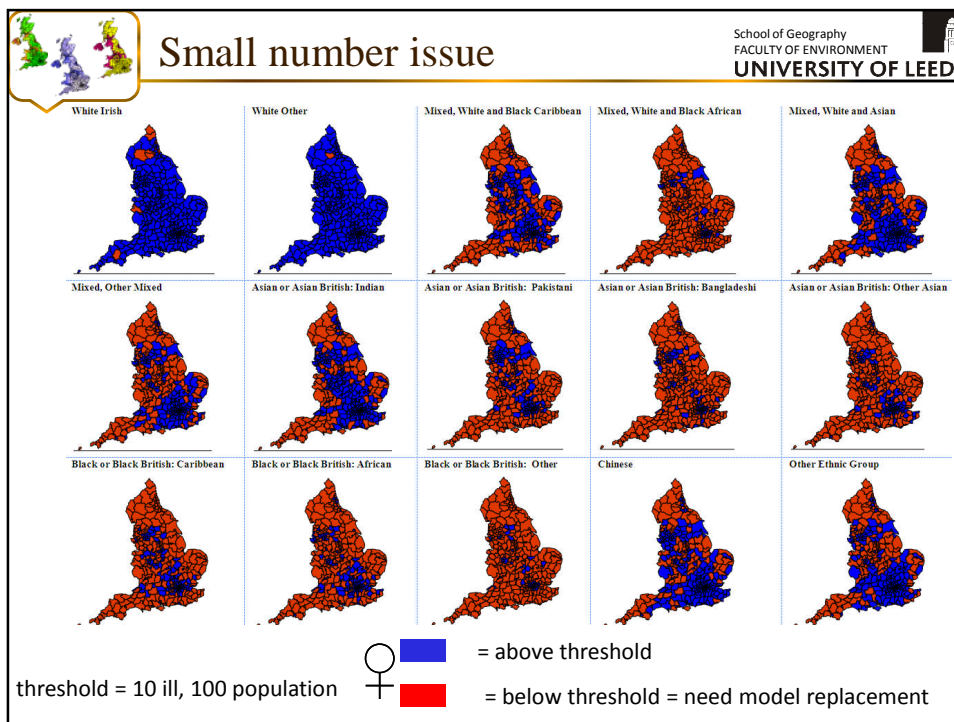 Small number issue
School of Geography
FACULTY OF ENVIRONMENT
UNIVERSITY OF LEED
White Irish
White Other
Mixed, White and Black Caribbean
Mixed, White and Black African
Mixed, White and Asian
Mixed, Other Mixed
Asian or Asian British: Indian
Asian or Asian British: Pakistani
Asian or Asian British: Bangladeshi
Asian or Asian British: Other Asian
Black or Black British: Caribbean
Black or Black British: African
Black or Black British: Other
Chinese
Other Ethnic Group
threshold = 10 ill, 100 population
♀
= above threshold
= below threshold = need model replacement